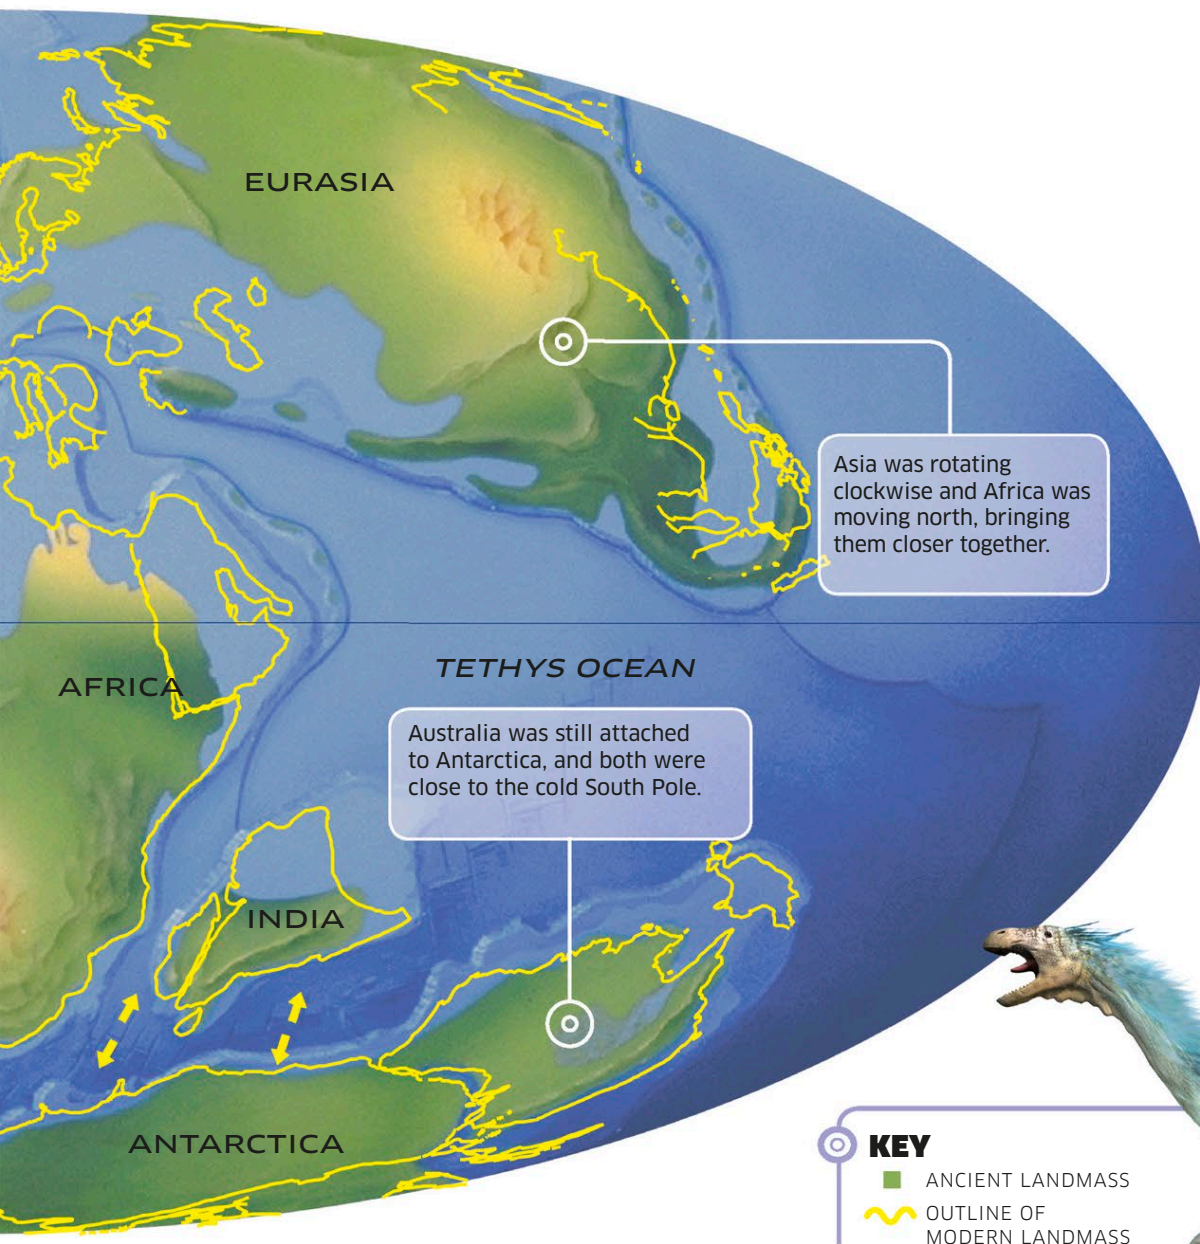 EURASIA
Asia was rotating
clockwise and Africa was
moving north, bringing
them closer together.
TETHYS OCEAN
AFRICA
Australia was still attached
to Antarctica, and both were
close to the cold South Pole.
INDIA
ANTARCTICA
KEY
ANCIENT LANDMASS
OUTLINE OF
MODERN LANDMASS